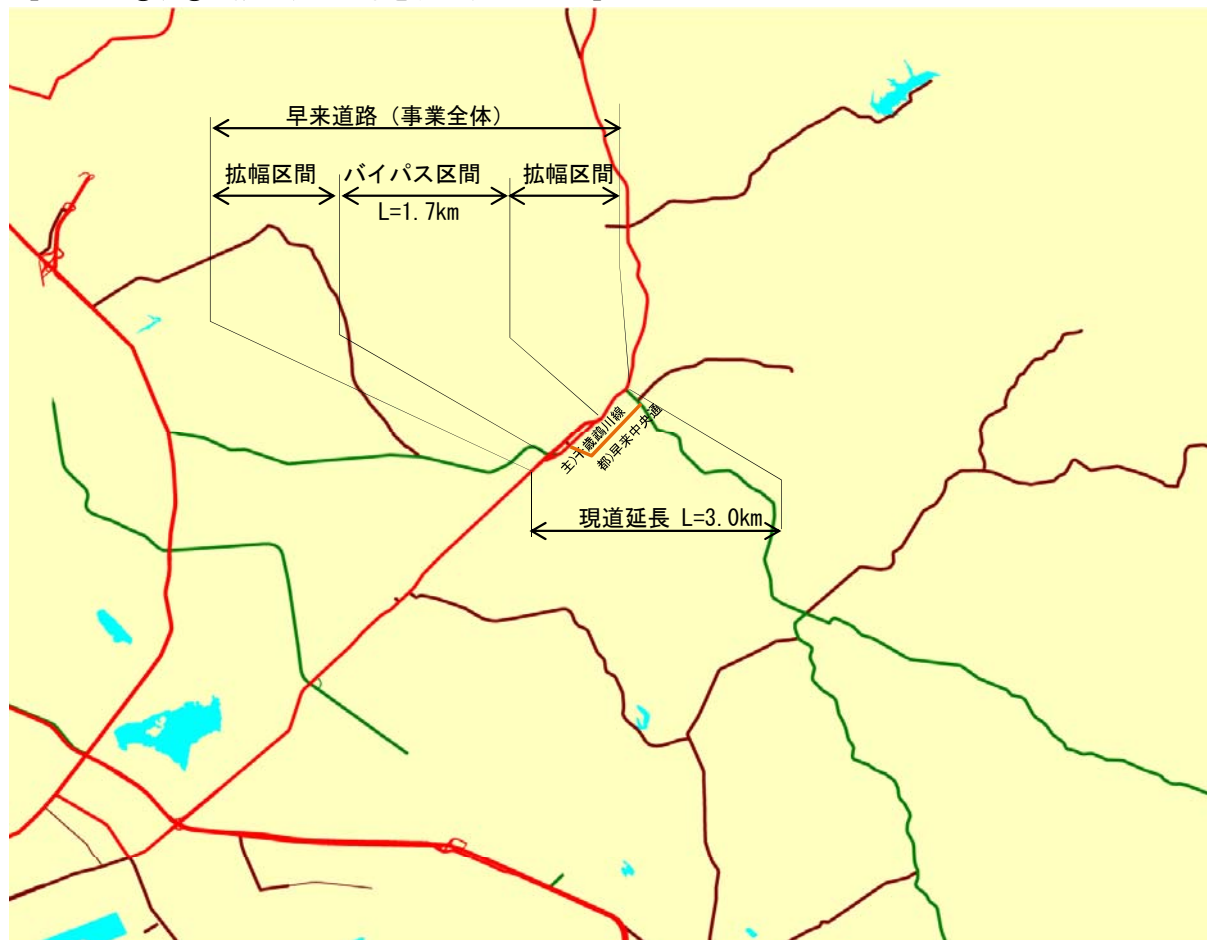 早来道路（事業全体）
拡幅区間 バイパス区間 拡幅区間
L=1.7km
主)千歳鵡川線
都)早来中央通
現道延長 L=3.0km